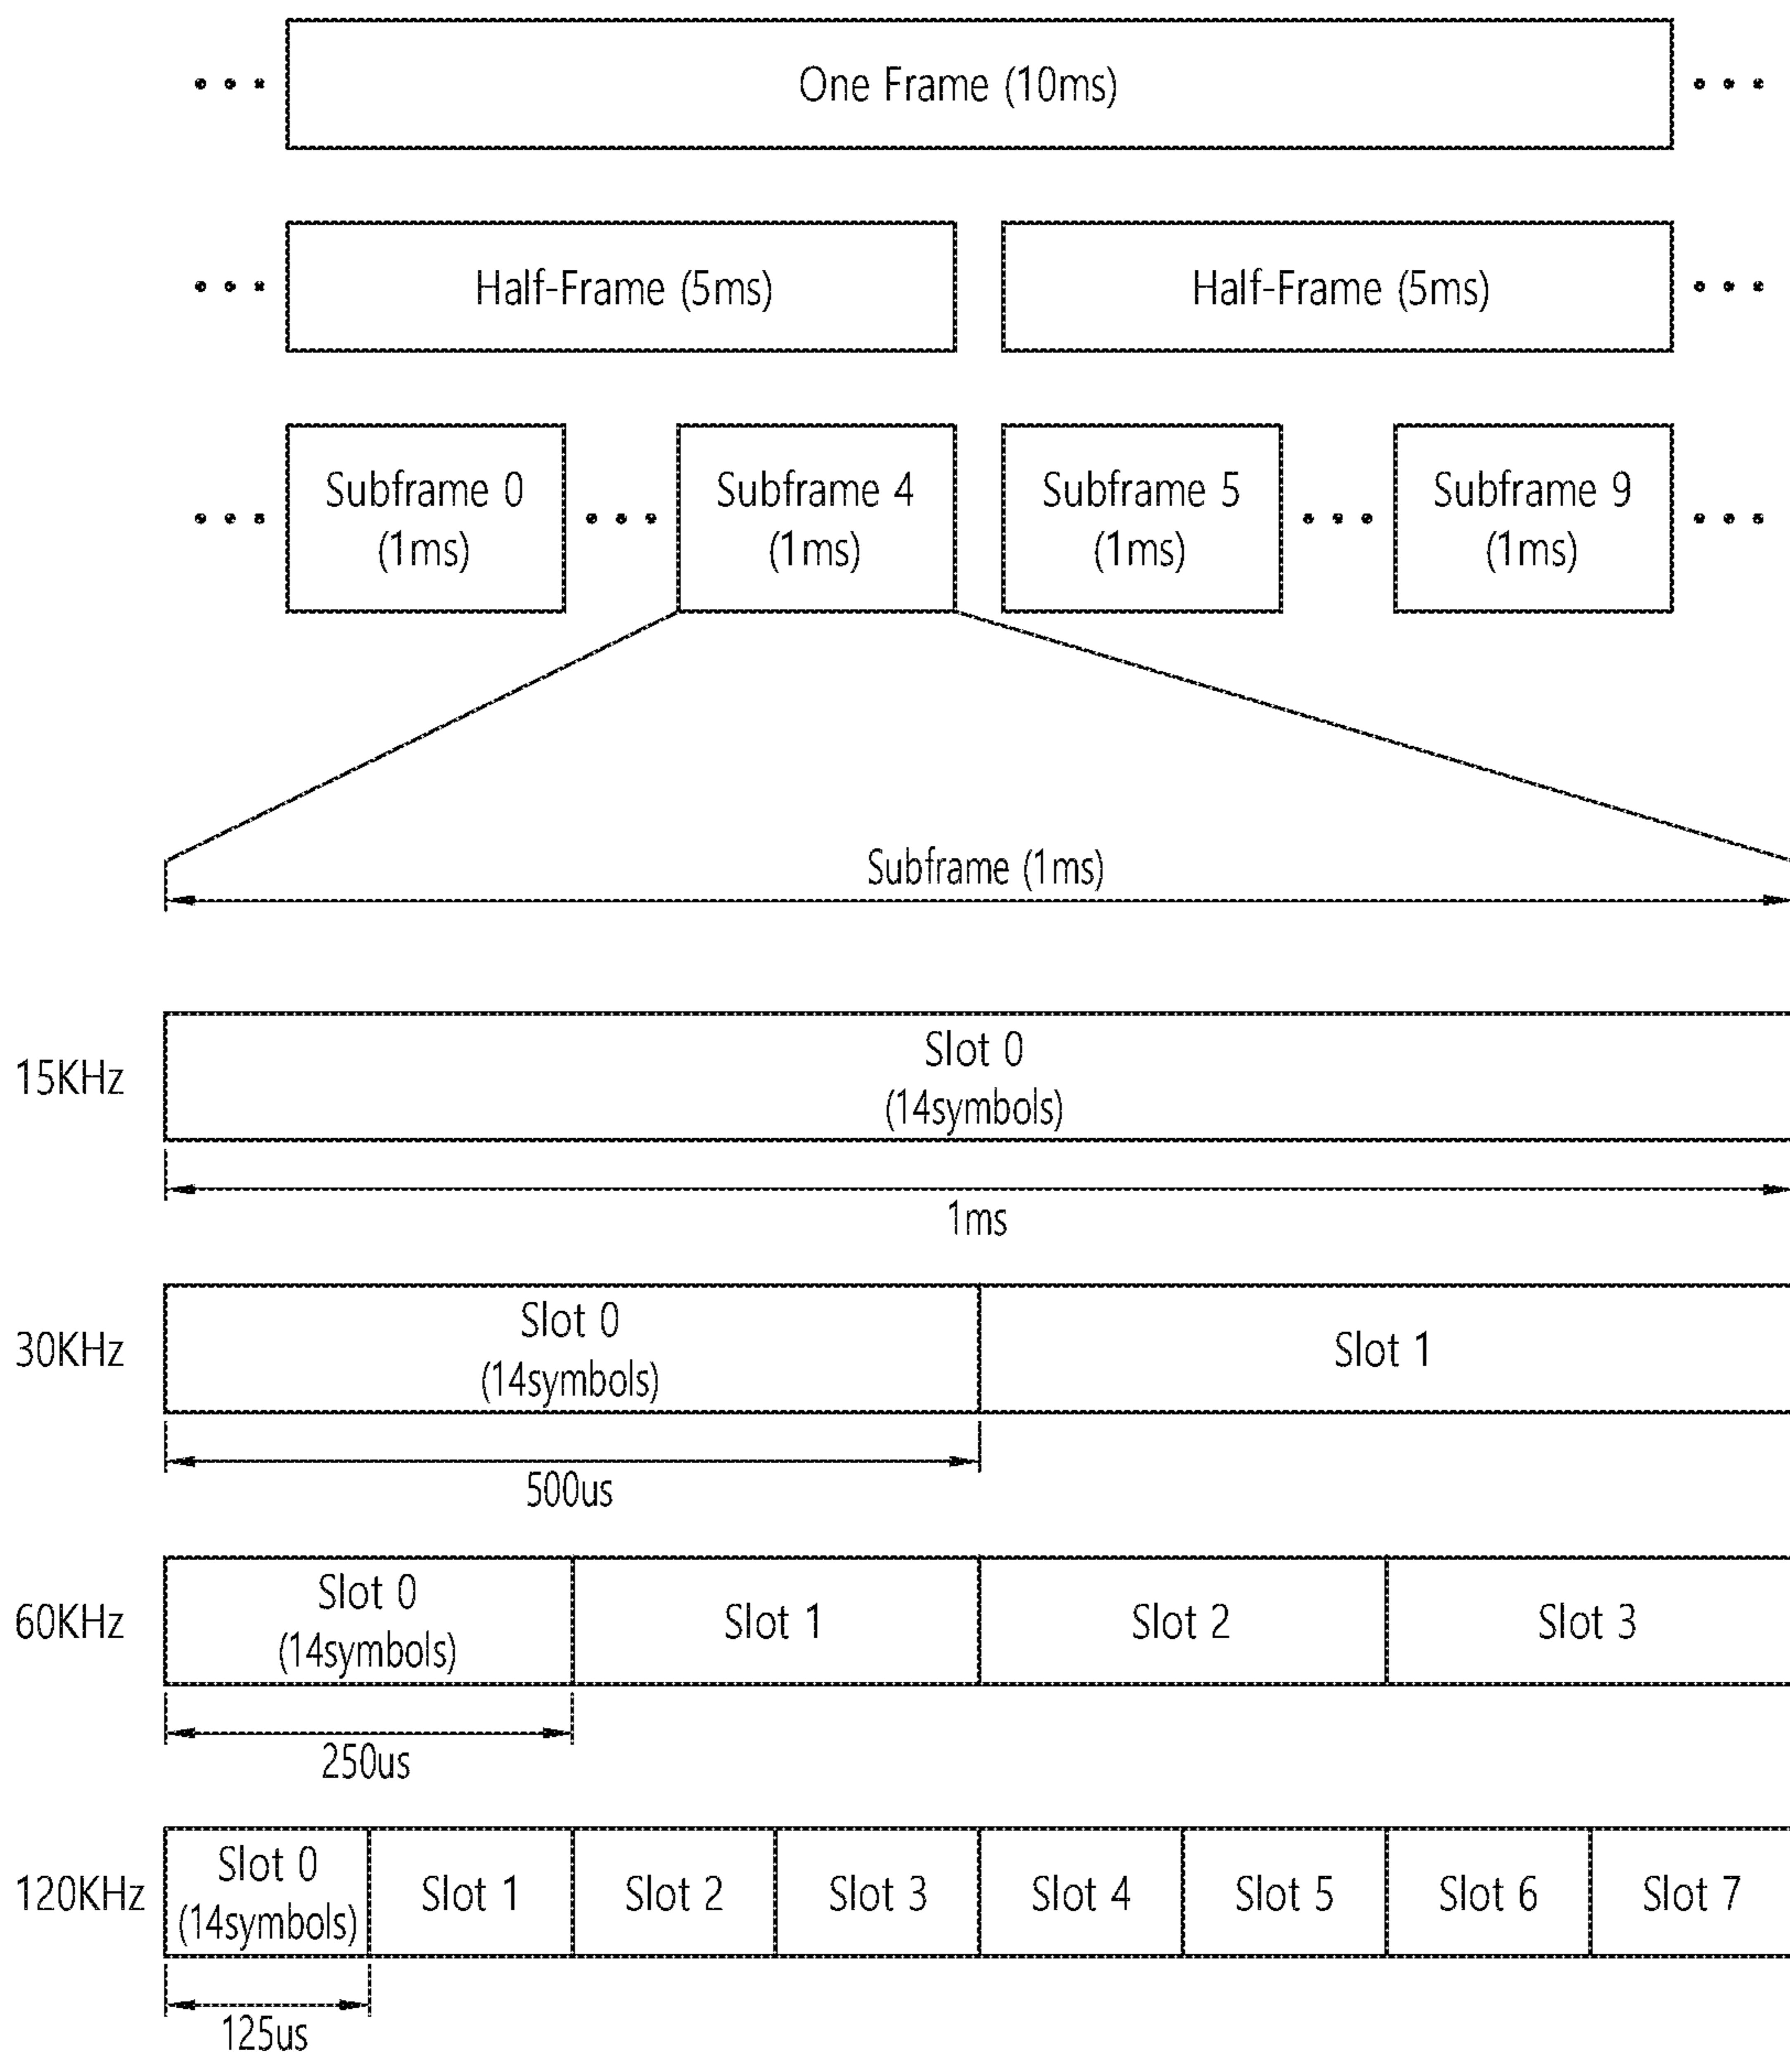 One Frame (10ms)
Half-Frame (5ms)
Half-Frame (5ms)
Subframe 0
(1ms)
Subframe 4
(1ms)
Subframe 5
(1ms)
Subframe 9
(1ms)
Subframe (1ms)
15KHz
Slot 0
(14symbols)
1ms
30KHz
Slot 0
(14symbols)
Slot 1
500us
60KHz
Slot 0
(14symbols)
Slot 1
Slot 2
Slot 3
250us
120KHz
Slot 0
(14symbols)
Slot 1
Slot 2
Slot 3
Slot 4
Slot 5
Slot 6
Slot 7
125us